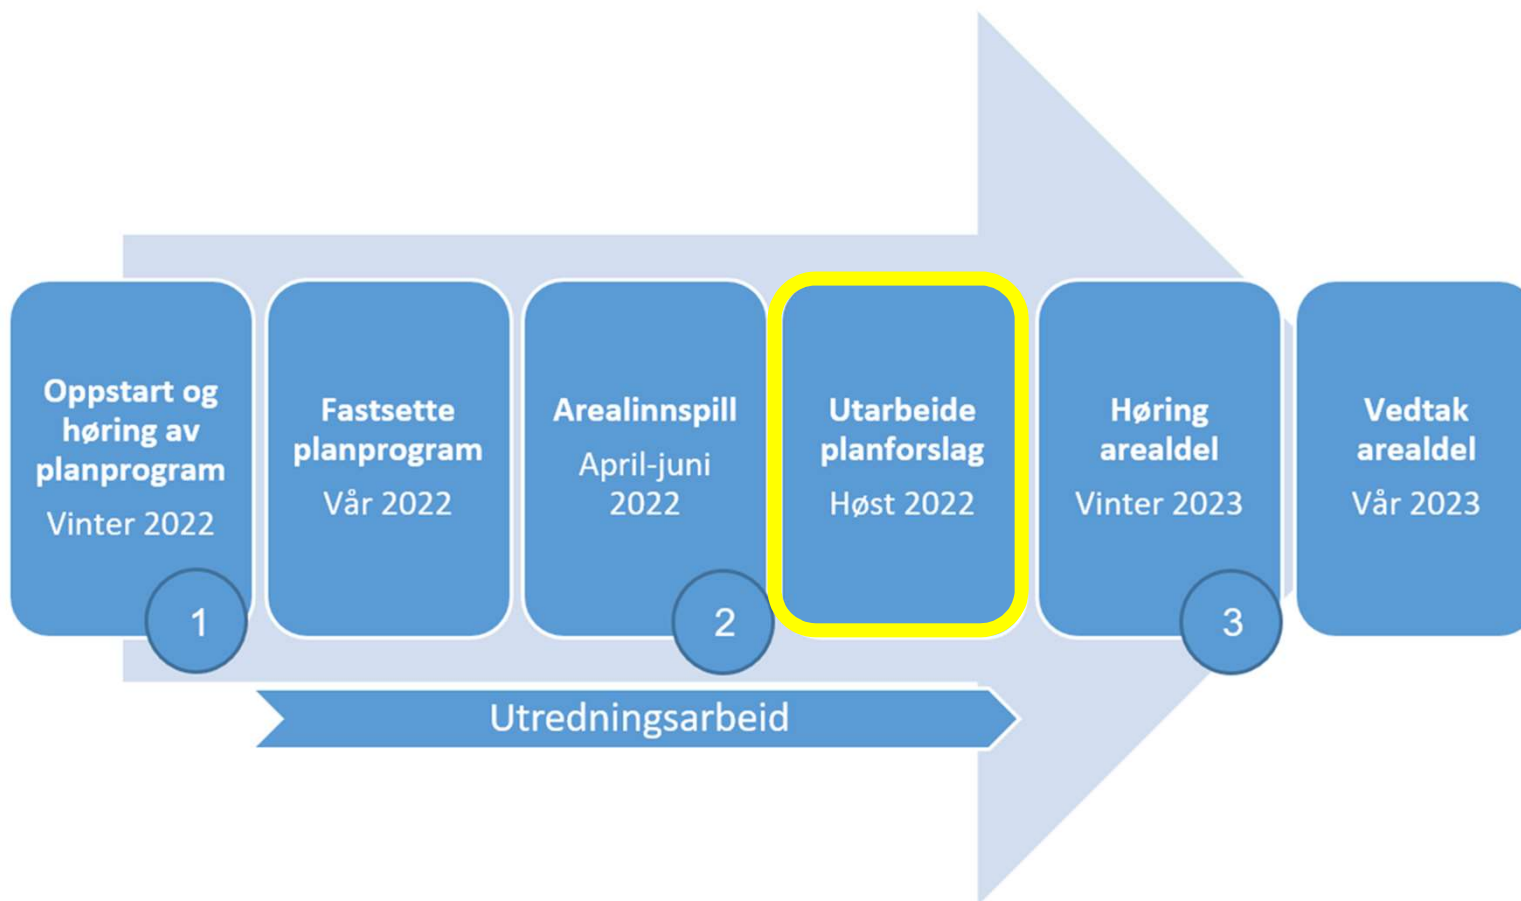 Oppstart og
høring av
planprogram
Vinter 2022
1
Fastsette
planprogram
Vår 2022
Arealinnspill
April-juni
2022
2
Utarbeide
planforslag
Høst 2022
Høring
arealdel
Vinter 2023
3
Vedtak
arealdel
Vår 2023
Utredningsarbeid